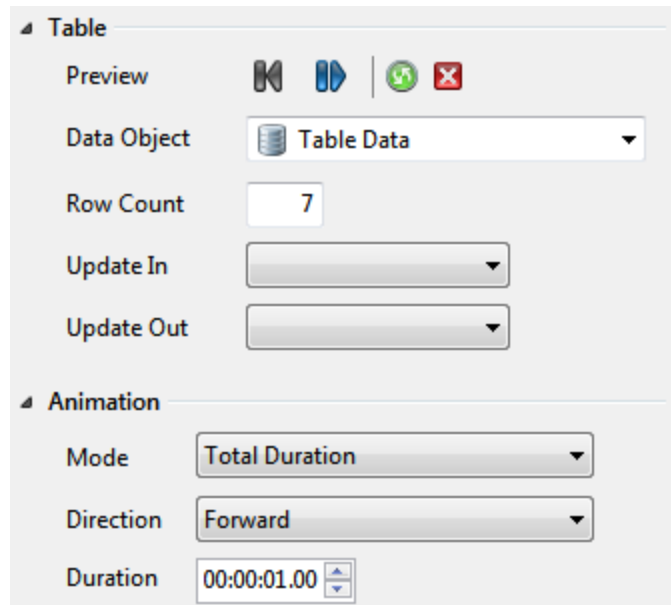 Table
Preview
Data Object Table Data
Row Count 7
Update In
Update Out
Animation
Mode Total Duration
Direction Forward
Duration 00:00:01.00